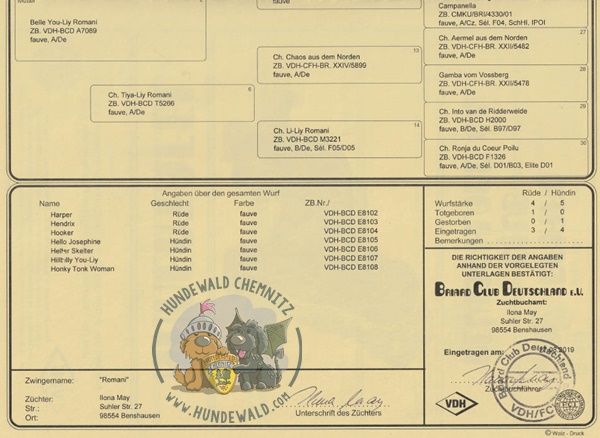 Mutter
Belle You-Liy Romani
ZB. VDH-BCD A7089
fauve, A/De
6
Ch. Tiya-Liy Romani
ZB. VDH-BCD T5266
fauve, A/De
13
Ch. Chaos aus dem Norden
ZB. VDH-CFH-BR. XXIV/5899
fauve, A/De
14
Ch. Li-Liy Romani
ZB. VDH-BCD M3221
fauve, B/De, Sél. F05/D05
Campanella
ZB. CMKU/BRI/4330/01
fauve, A/Cz, Sél. F04, SchH, IPOI
27
Ch. Aermel aus dem Norden
ZB. VDH-CFH-BR. XXII/5482
fauve, A/De
28
Gamba vom Vossberg
ZB. VDH-CFH-BR. XXII/5478
fauve, A/De
29
Ch. Into van de Ridderweide
ZB. VDH-BCD H2000
fauve, B/De, Sél. B97/D97
30
Ch. Ronja du Coeur Poilu
ZB. VDH-BCD F1326
fauve, A/De, Sél. D01/B03, Elite D01
Angaben über den gesamten Wurf
Name Geschlecht Farbe ZB.Nr./
Harper Rüde fauve VDH-BCD E8102
Hendrix Rüde fauve VDH-BCD E8103
Hooker Rüde fauve VDH-BCD E8104
Hello Josephine Hündin fauve VDH-BCD E8105
Helter Skelter Hündin fauve VDH-BCD E8106
Hillbilly You-Liy Hündin fauve VDH-BCD E8107
Honky Tonk Woman Hündin fauve VDH-BCD E8108
Rüde / Hündin
Wurfstärke 4 / 5
Totgeboren 1 / 0
Gestorben 0 / 1
Eingetragen 3 / 4
Bemerkungen
DIE RICHTIGKEIT DER ANGABEN
ANHAND DER VORGELEGTEN
UNTERLAGEN BESTÄTIGT:
BRIARD CLUB DEUTSCHLAND E.U.
Zuchtbuchamt:
Ilona May
Suhler Str. 27
98554 Benshausen
Eingetragen am: 2019
Briard Club Deutschland
VDH/FCI
FCI
Zuchtbuchführer
VDH
HUNDEWALD CHEMNITZ
WWW.HUNDEWALD.COM
Zwingername: "Romani"
Züchter: Ilona May
Str.: Suhler Str. 27
Ort: 98554 Benshausen
Unterschrift des Züchters
© Walz - Druck